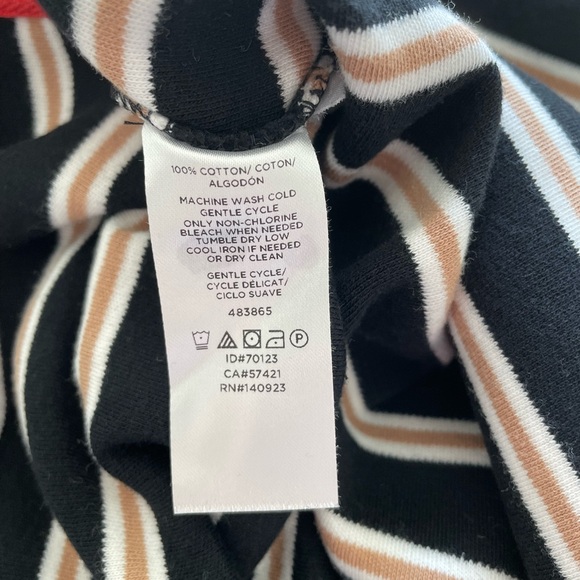 100% COTTON/ COTON/
ALGODÓN
MACHINE WASH COLD
GENTLE CYCLE
ONLY NON-CHLORINE
BLEACH WHEN NEEDED
TUMBLE DRY LOW
COOL IRON IF NEEDED
OR DRY CLEAN
GENTLE CYCLE/
CYCLE DÉLICAT/
CICLO SUAVE
483865
P
ID#70123
CA#57421
RN#140923